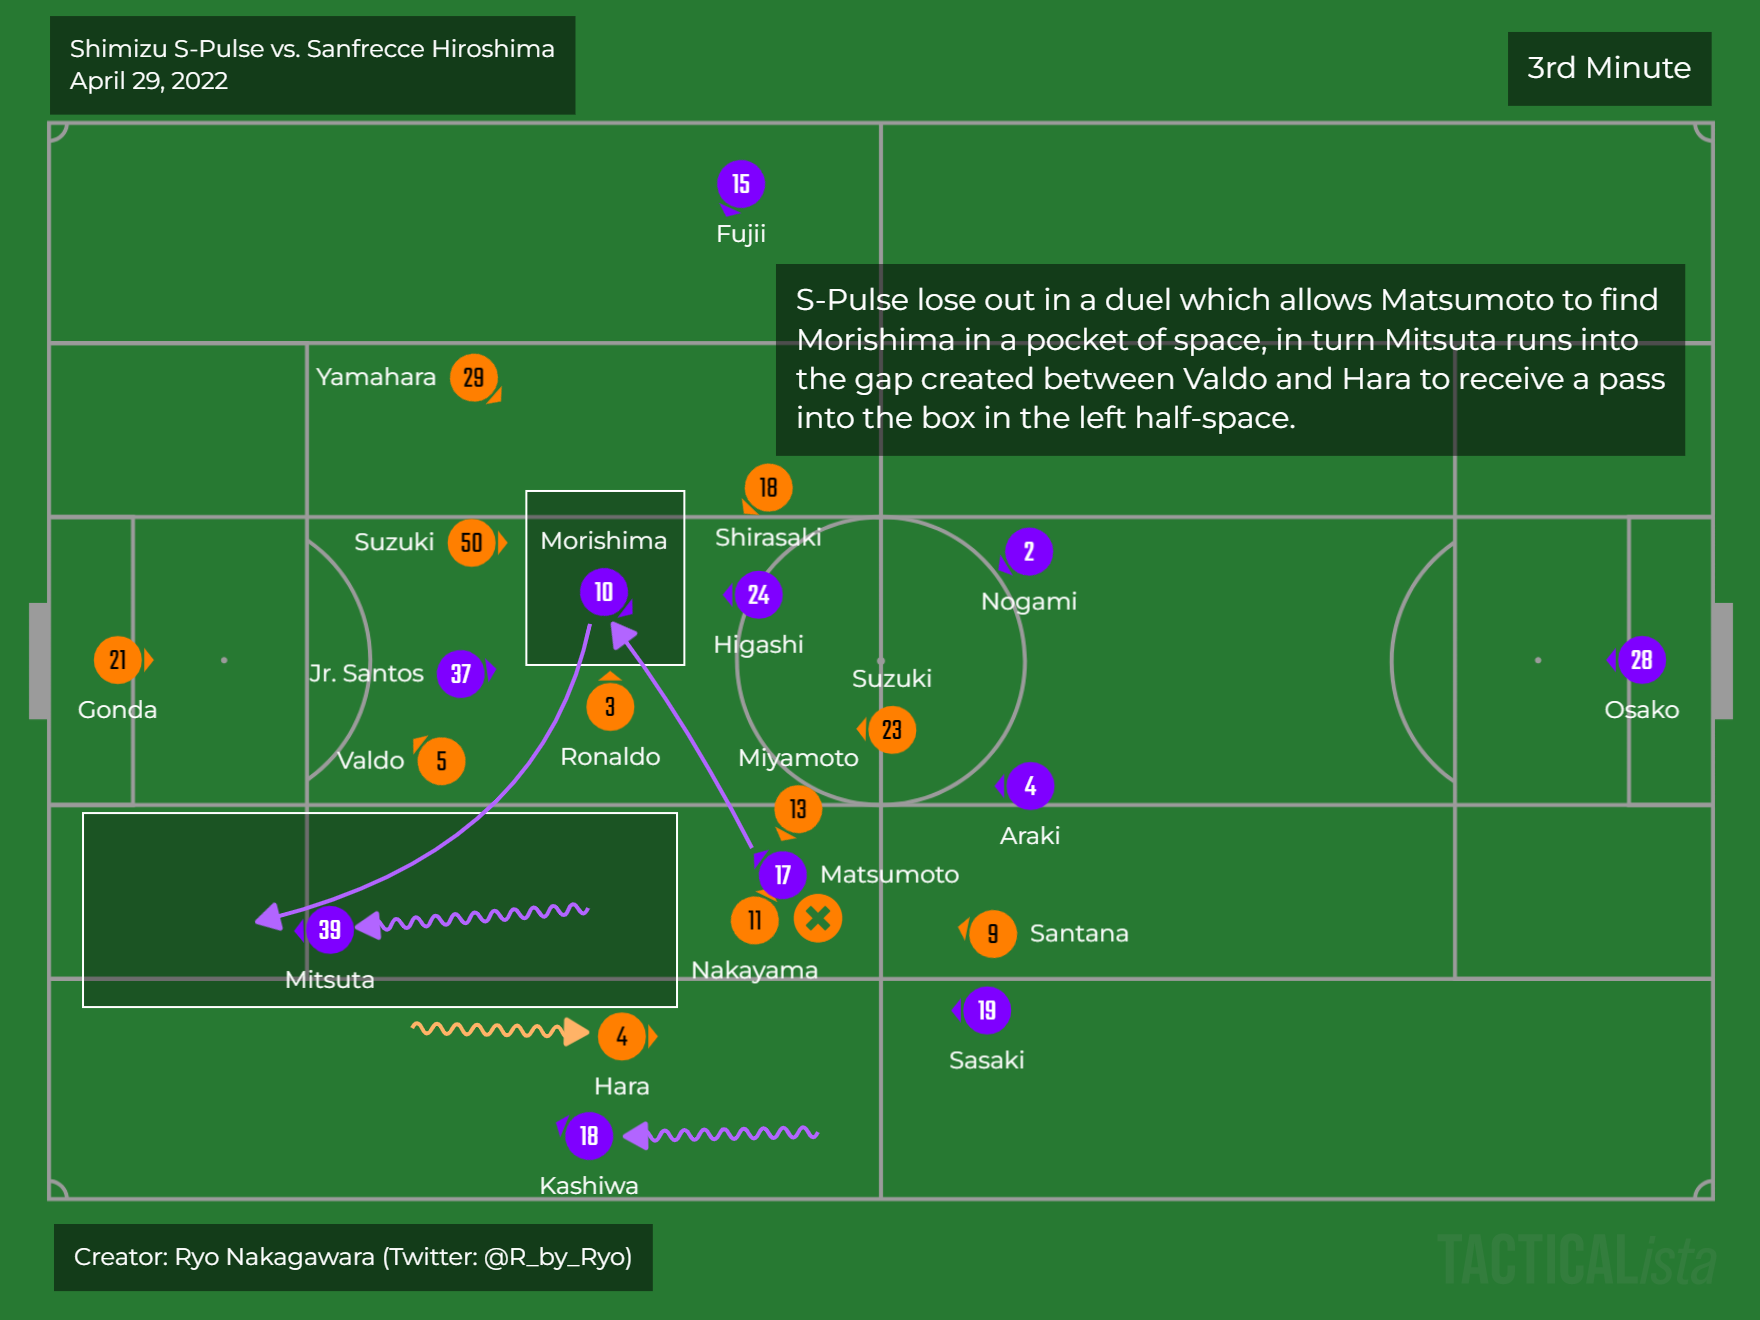 Shimizu S-Pulse vs. Sanfrecce Hiroshima
April 29, 2022
3rd Minute
15
Fujii
S-Pulse lose out in a duel which allows Matsumoto to find
Morishima in a pocket of space, in turn Mitsuta runs into
the gap created between Valdo and Hara to receive a pass
into the box in the left half-space.
Yamahara 29
18
Shirasaki
Suzuki 50
Morishima
10
2
Nogami
24
Higashi
21
Gonda
Jr. Santos 37
28
Osako
3
Ronaldo
Suzuki
23
Valdo 5
Miyamoto
13
4
Araki
17 Matsumoto
11
Nakayama
39
Mitsuta
9 Santana
19
Sasaki
4
Hara
18
Kashiwa
Creator: Ryo Nakagawara (Twitter: @R_by_Ryo)
TACTICALista